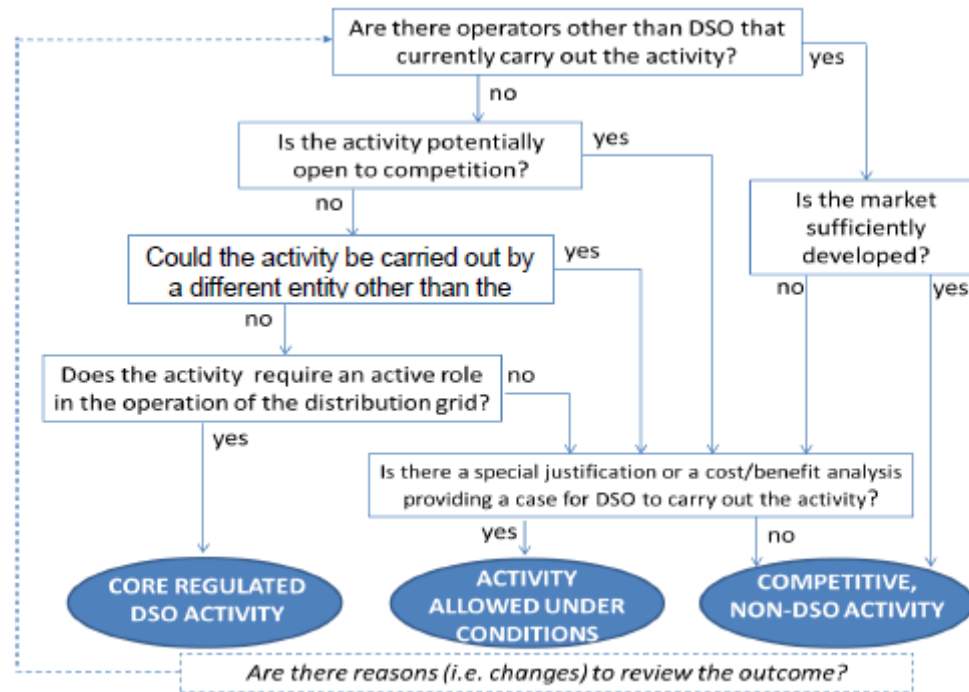 Are there operators other than DSO that
currently carry out the activity?
yes
no
Is the activity potentially
open to competition?
yes
no
Is the market
sufficiently
developed?
Could the activity be carried out by
a different entity other than the
yes
no
yes
no
Does the activity require an active role
in the operation of the distribution grid?
no
yes
Is there a special justification or a cost/benefit analysis
providing a case for DSO to carry out the activity?
yes
no
CORE REGULATED
DSO ACTIVITY
ACTIVITY
ALLOWED UNDER
CONDITIONS
COMPETITIVE,
NON-DSO ACTIVITY
Are there reasons (i.e. changes) to review the outcome?